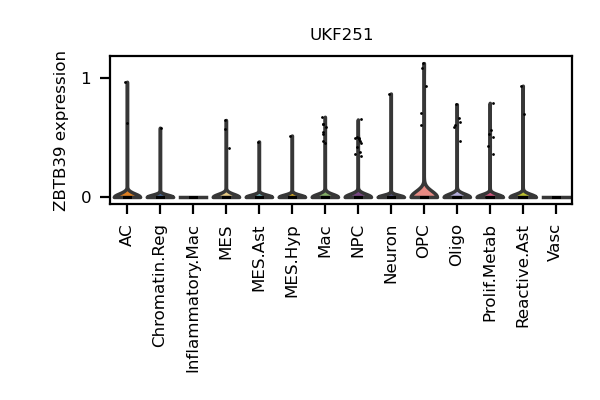 UKF251
ZBTB39 expression
1
0
AC
Chromatin.Reg
Inflammatory.Mac
MES
MES.Ast
MES.Hyp
Mac
NPC
Neuron
OPC
Oligo
Prolif.Metab
Reactive.Ast
Vasc